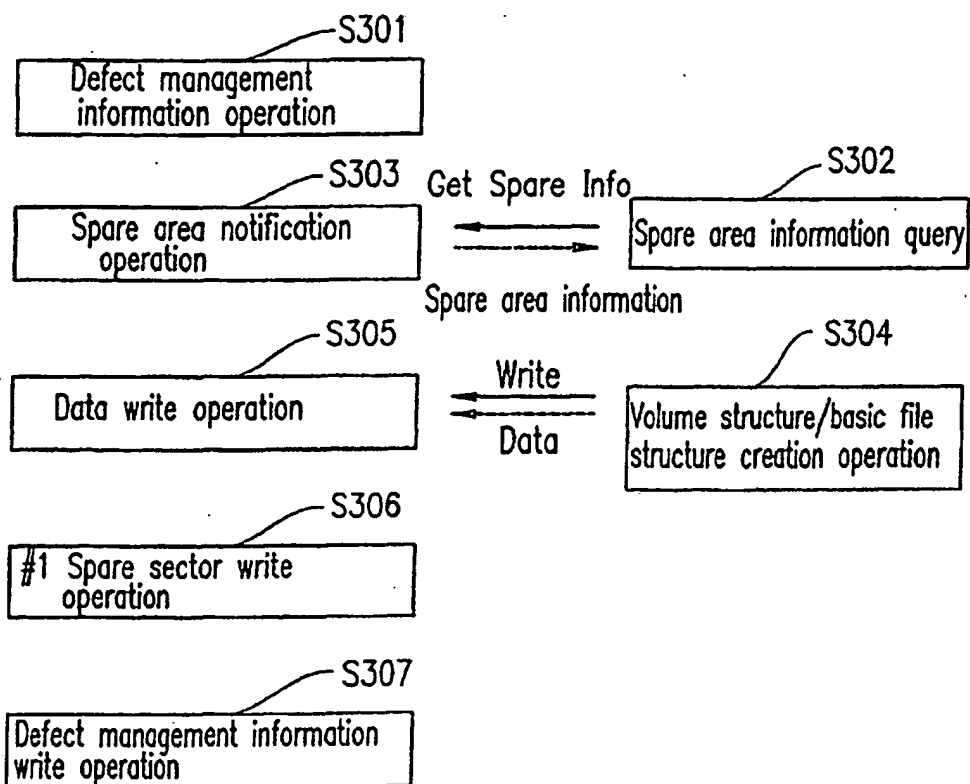 S301
Defect management
information operation
S303
Spare area notification
operation
Get Spare Info
Spare area information
S302
Spare area information query
S305
Data write operation
Write
Data
S304
Volume structure/basic file
structure creation operation
S306
#1 Spare sector write
operation
S307
Defect management information
write operation